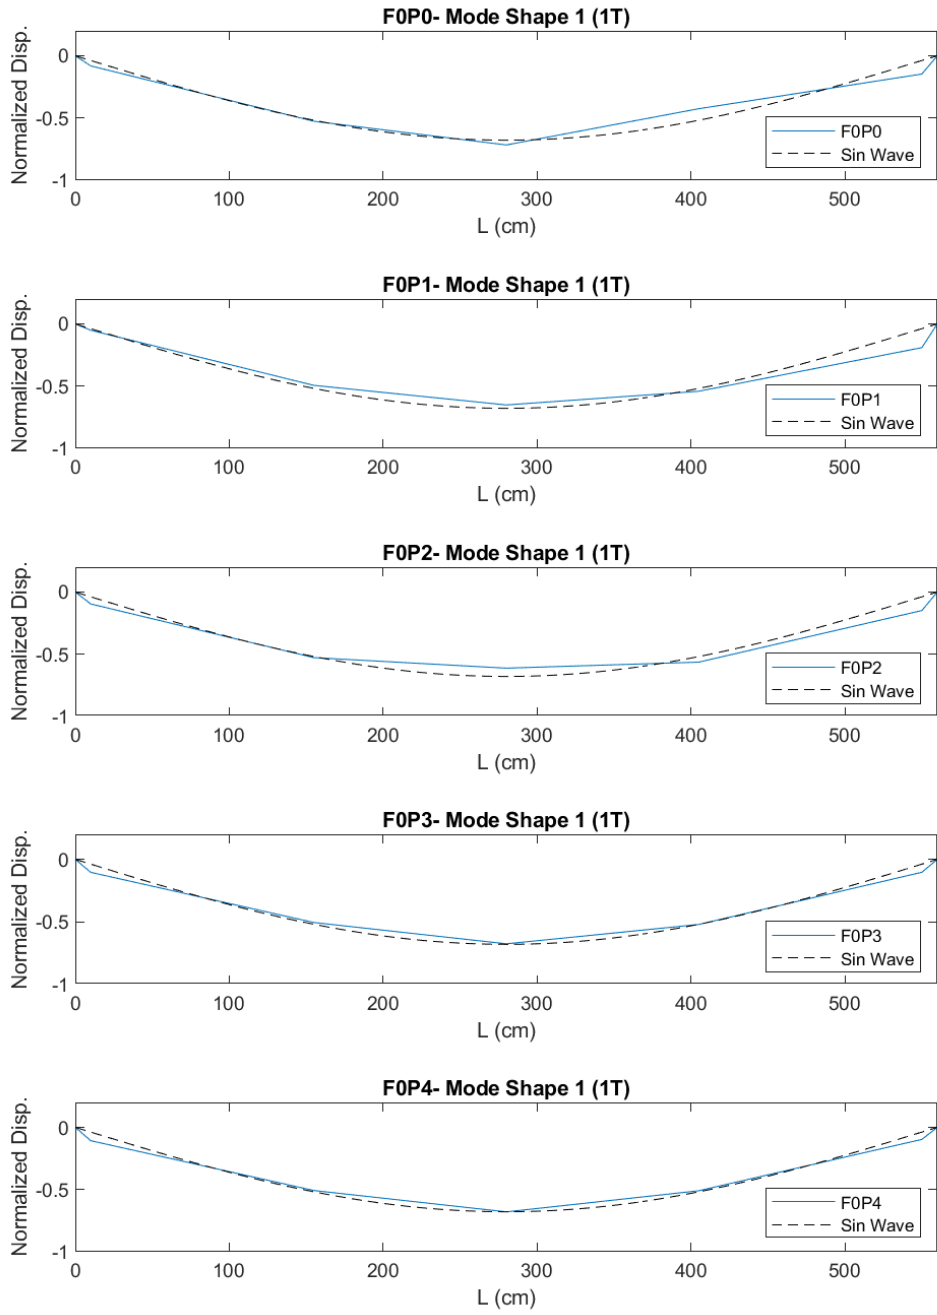 F0P0- Mode Shape 1 (1T)
Normalized Disp.
0
-0.5
-1
F0P0
Sin Wave
0 100 200 300 400 500
L (cm)
F0P1- Mode Shape 1 (1T)
Normalized Disp.
0
-0.5
-1
F0P1
Sin Wave
0 100 200 300 400 500
L (cm)
F0P2- Mode Shape 1 (1T)
Normalized Disp.
0
-0.5
-1
F0P2
Sin Wave
0 100 200 300 400 500
L (cm)
F0P3- Mode Shape 1 (1T)
Normalized Disp.
0
-0.5
-1
F0P3
Sin Wave
0 100 200 300 400 500
L (cm)
F0P4- Mode Shape 1 (1T)
Normalized Disp.
0
-0.5
-1
F0P4
Sin Wave
0 100 200 300 400 500
L (cm)